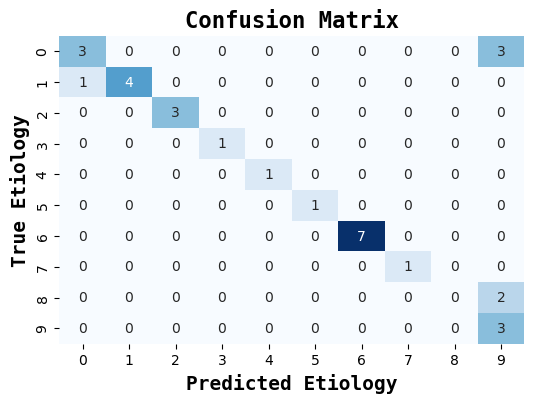 Confusion Matrix
True Etiology
0 3 0 0 0 0 0 0 0 0 3
1 1 4 0 0 0 0 0 0 0 0
2 0 0 3 0 0 0 0 0 0 0
3 0 0 0 1 0 0 0 0 0 0
4 0 0 0 0 1 0 0 0 0 0
5 0 0 0 0 0 1 0 0 0 0
6 0 0 0 0 0 0 7 0 0 0
7 0 0 0 0 0 0 0 1 0 0
8 0 0 0 0 0 0 0 0 0 2
9 0 0 0 0 0 0 0 0 0 3
0 1 2 3 4 5 6 7 8 9
Predicted Etiology